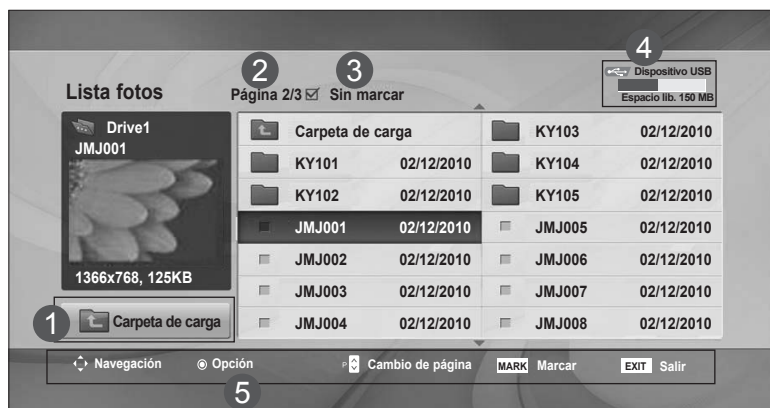 2 3 4
Dispositivo USB
Lista fotos Página 2/3 Sin marcar
Espacio lib. 150 MB
Drive1
JMJ001
1366x768, 125KB
Carpeta de carga KY103 02/12/2010
KY101 02/12/2010 KY104 02/12/2010
KY102 02/12/2010 KY105 02/12/2010
JMJ001 02/12/2010 JMJ005 02/12/2010
JMJ002 02/12/2010 JMJ006 02/12/2010
JMJ003 02/12/2010 JMJ007 02/12/2010
JMJ004 02/12/2010 JMJ008 02/12/2010
1 Carpeta de carga
Navegación Opción P Cambio de página MARK Marcar EXIT Salir
5